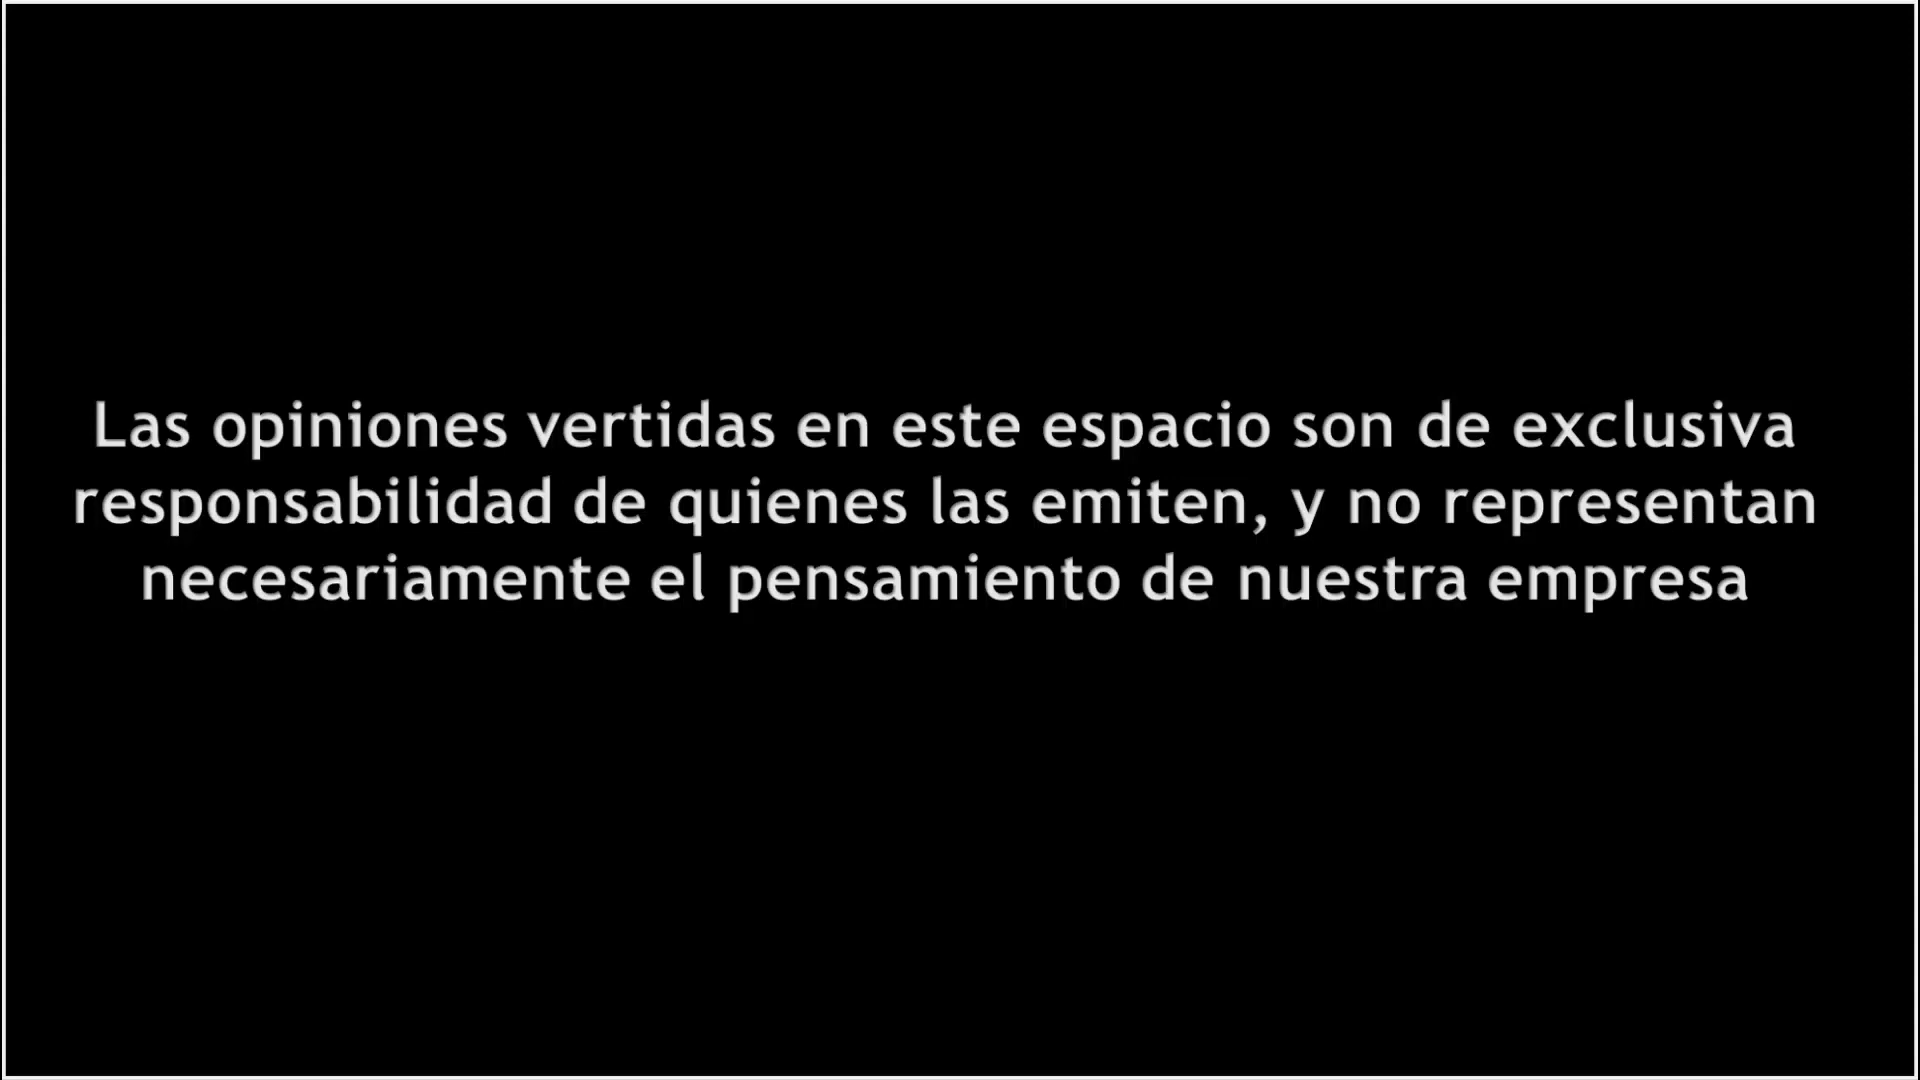 Las opiniones vertidas en este espacio son de exclusiva
responsabilidad de quienes las emiten, y no representan
necesariamente el pensamiento de nuestra empresa